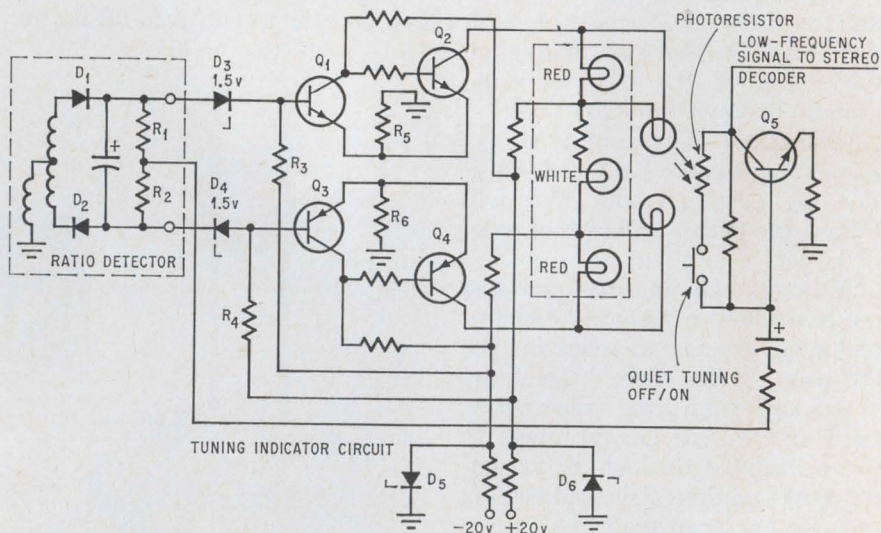 PHOTORESISTOR
LOW-FREQUENCY
SIGNAL TO STEREO
DECODER
D3
1.5v
Q1
Q2
RED
Q5
D1
R1
R5
R3
WHITE
R2
D2
D4
1.5v
Q3
R6
Q4
RED
RATIO DETECTOR
R4
QUIET TUNING
OFF/ON
TUNING INDICATOR CIRCUIT
D5
D6
-20v +20v
+
+